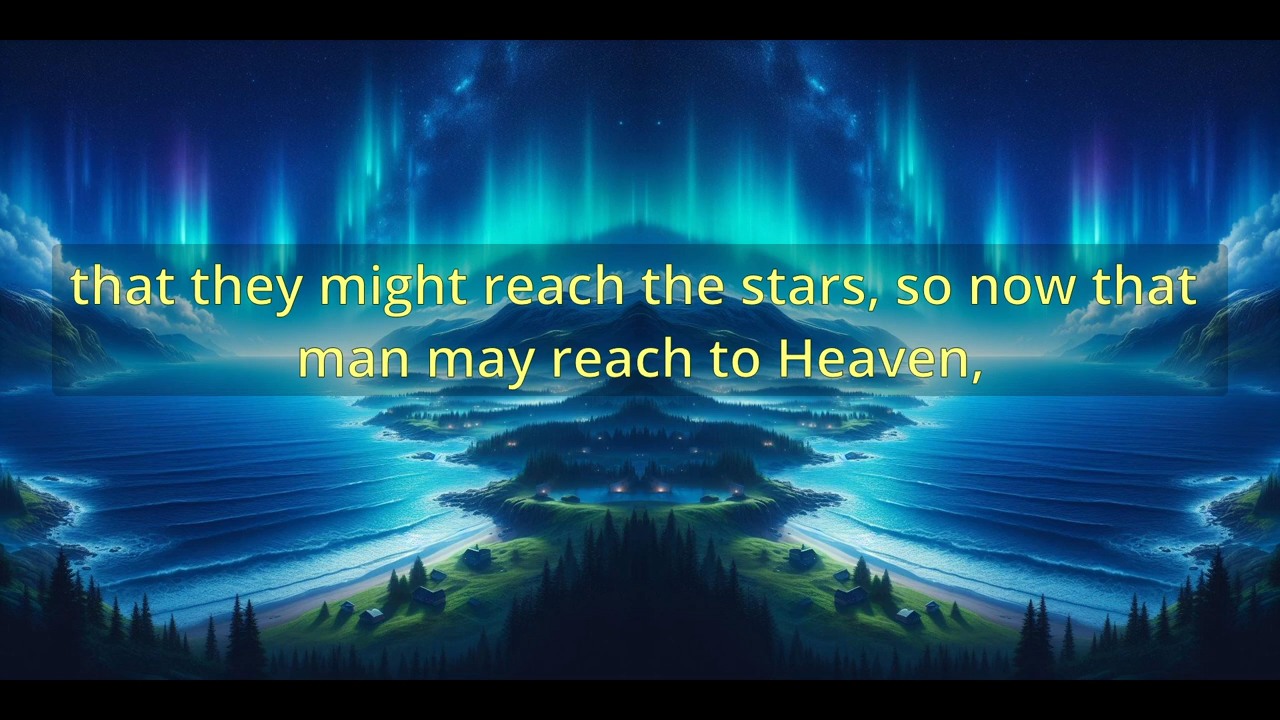 that they might reach the stars, so now that
man may reach to Heaven,